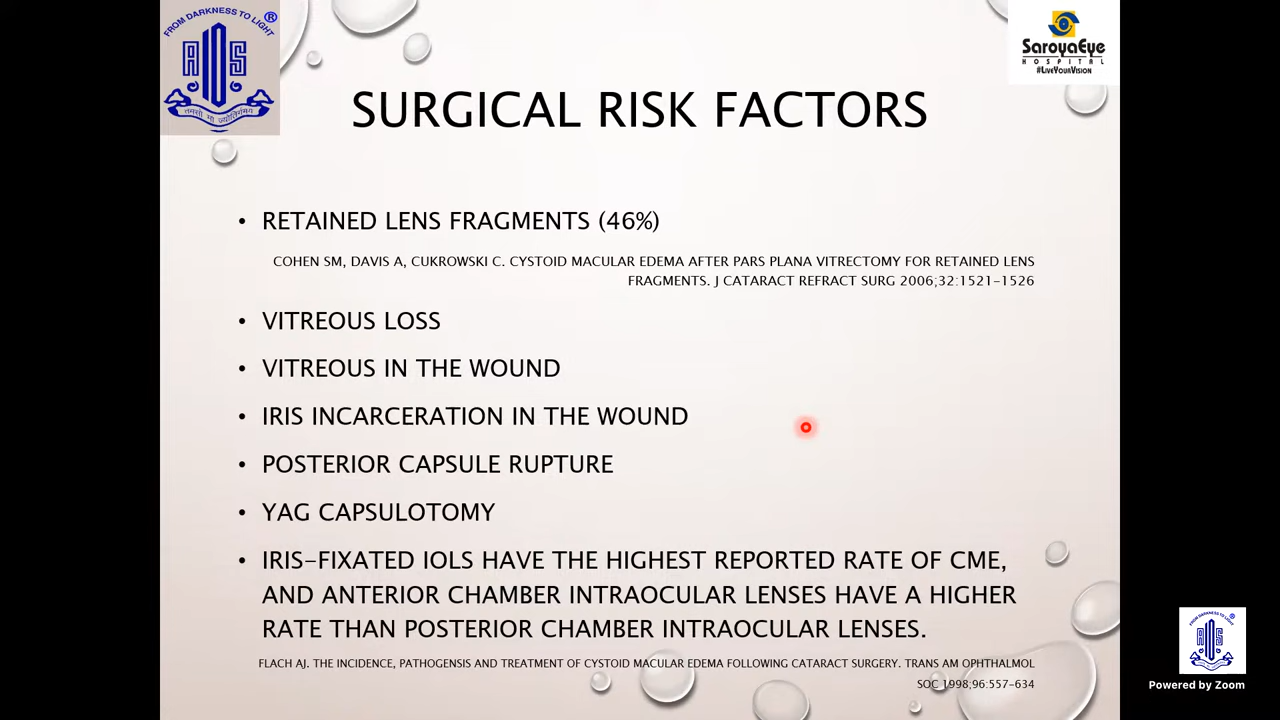 FROM DARKNESS TO LIGHT
®
AIOS
तमसो मा ज्योतिर्गमय
SaroyaEye
HOSPITAL
#LIVEYOURVISION
SURGICAL RISK FACTORS
• RETAINED LENS FRAGMENTS (46%)
COHEN SM, DAVIS A, CUKROWSKI C. CYSTOID MACULAR EDEMA AFTER PARS PLANA VITRECTOMY FOR RETAINED LENS
FRAGMENTS. J CATARACT REFRACT SURG 2006;32:1521-1526
• VITREOUS LOSS
• VITREOUS IN THE WOUND
• IRIS INCARCERATION IN THE WOUND
• POSTERIOR CAPSULE RUPTURE
• YAG CAPSULOTOMY
• IRIS-FIXATED IOLS HAVE THE HIGHEST REPORTED RATE OF CME,
AND ANTERIOR CHAMBER INTRAOCULAR LENSES HAVE A HIGHER
RATE THAN POSTERIOR CHAMBER INTRAOCULAR LENSES.
FLACH AJ. THE INCIDENCE, PATHOGENSIS AND TREATMENT OF CYSTOID MACULAR EDEMA FOLLOWING CATARACT SURGERY. TRANS AM OPHTHALMOL
SOC 1998;96:557-634
Powered by Zoom